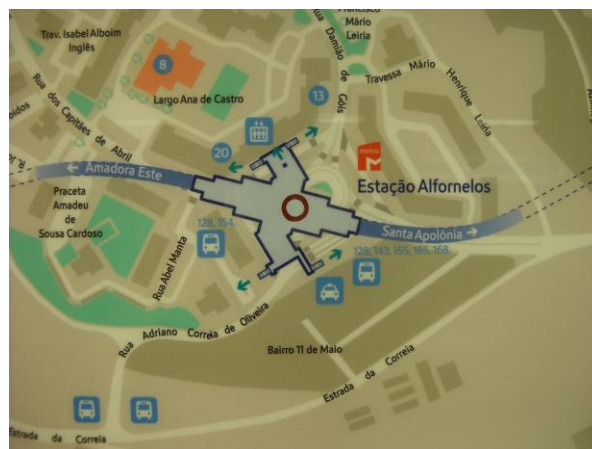 Trav. Isabel Alboim
Inglês
Francisco
Mário
Leiria
Rua Damião de Góis
Travessa Mário
Henrique Leiria
8
Largo Ana de Castro
13
Rua dos Capitães de Abril
20
metro
Estação Alfornelos
← Amadora Este
Praceta
Amadeu
de
Sousa Cardoso
128, 154,
Santa Apolónia →
128, 143, 155, 165, 168,
Rua Abel Manta
Rua Adriano Correia de Oliveira
Bairro 11 de Maio
Estrada da Correia
Estrada da Correia